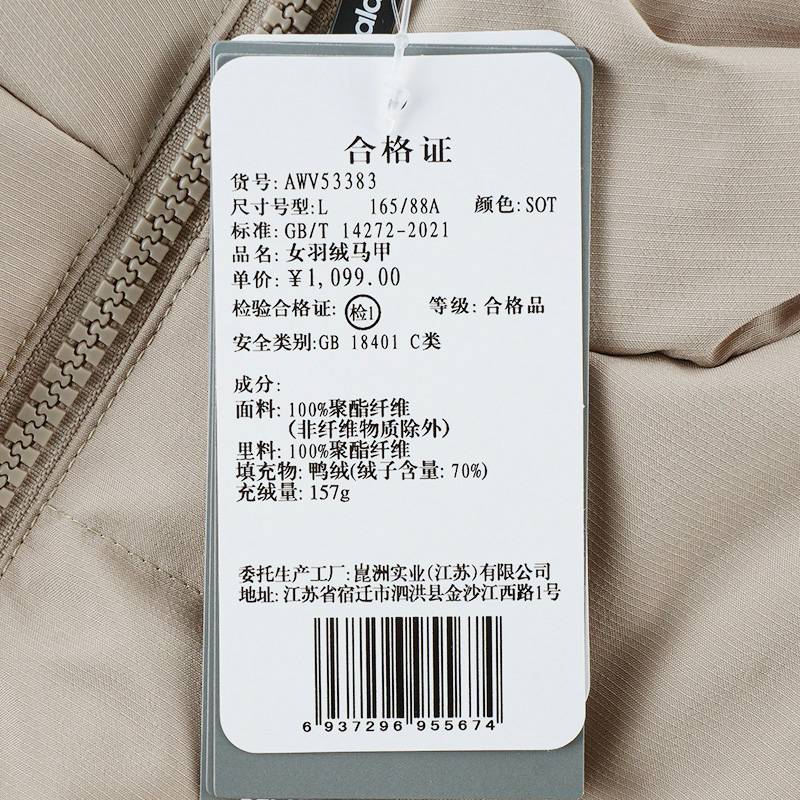 合格证
货号: AWV53383
尺寸号型:L 165/88A 颜色:SOT
标准: GB/T 14272-2021
品名: 女羽绒马甲
单价: ¥1,099.00
检验合格证: 检1 等级: 合格品
安全类别:GB 18401 C类
成分:
面料: 100%聚酯纤维
(非纤维物质除外)
里料: 100%聚酯纤维
填充物: 鸭绒(绒子含量: 70%)
充绒量: 157g
委托生产工厂: 崑洲实业(江苏)有限公司
地址: 江苏省宿迁市泗洪县金沙江西路1号
6 937296 955674